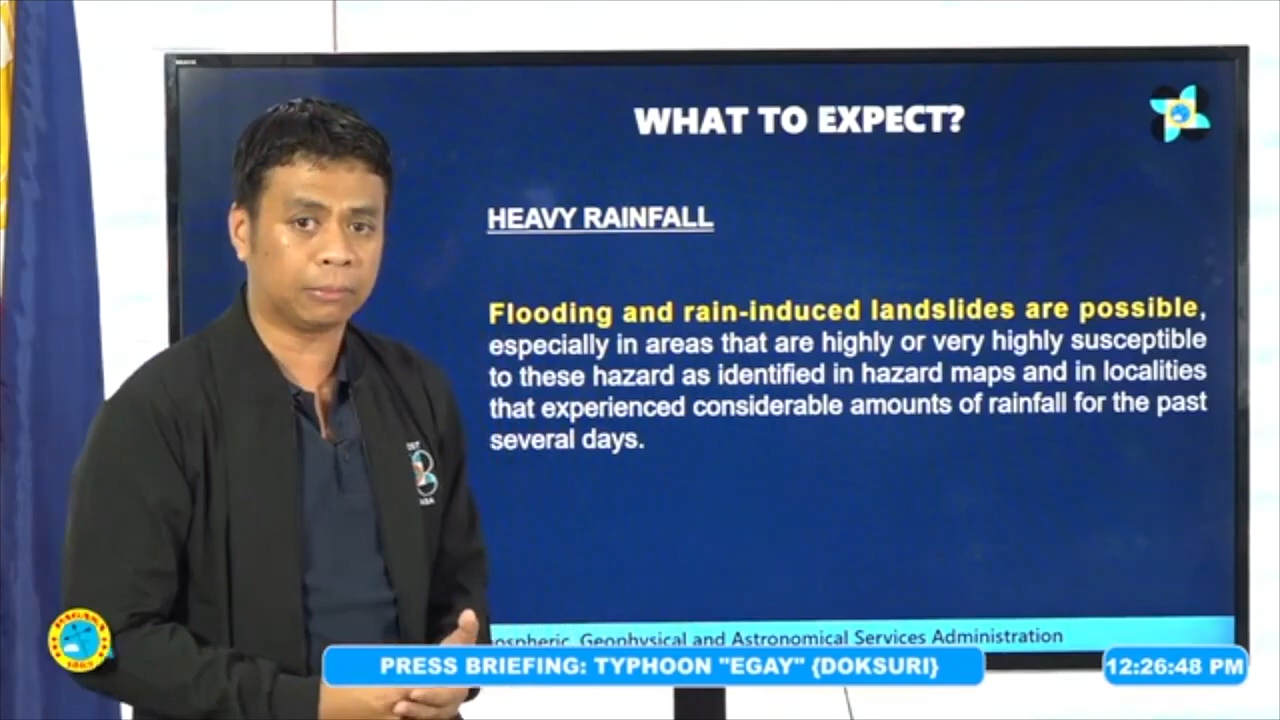 WHAT TO EXPECT?
HEAVY RAINFALL
Flooding and rain-induced landslides are possible,
especially in areas that are highly or very highly susceptible
to these hazard as identified in hazard maps and in localities
that experienced considerable amounts of rainfall for the past
several days.
ospheric, Geophysical and Astronomical Services Administration
PAGASA
PRESS BRIEFING: TYPHOON "EGAY" {DOKSURI}
12:26:48 PM